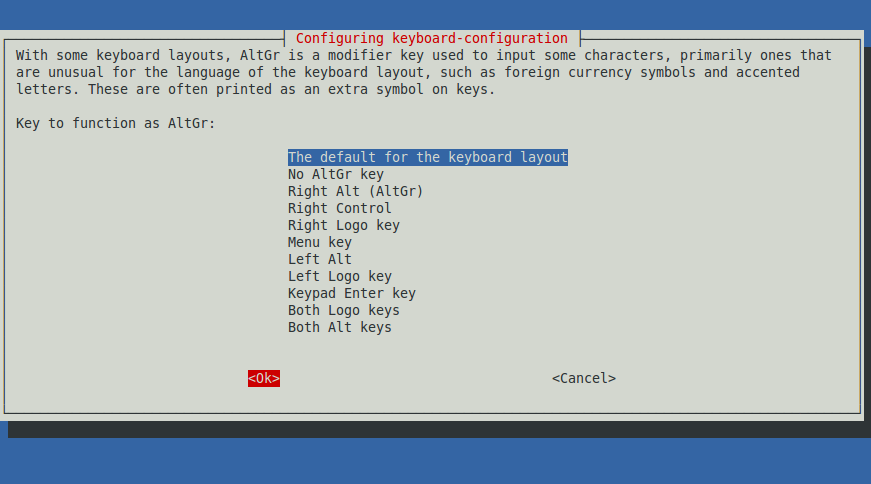 Configuring keyboard-configuration
With some keyboard layouts, AltGr is a modifier key used to input some characters, primarily ones that
are unusual for the language of the keyboard layout, such as foreign currency symbols and accented
letters. These are often printed as an extra symbol on keys.
Key to function as AltGr:
The default for the keyboard layout
No AltGr key
Right Alt (AltGr)
Right Control
Right Logo key
Menu key
Left Alt
Left Logo key
Keypad Enter key
Both Logo keys
Both Alt keys
<Ok> <Cancel>